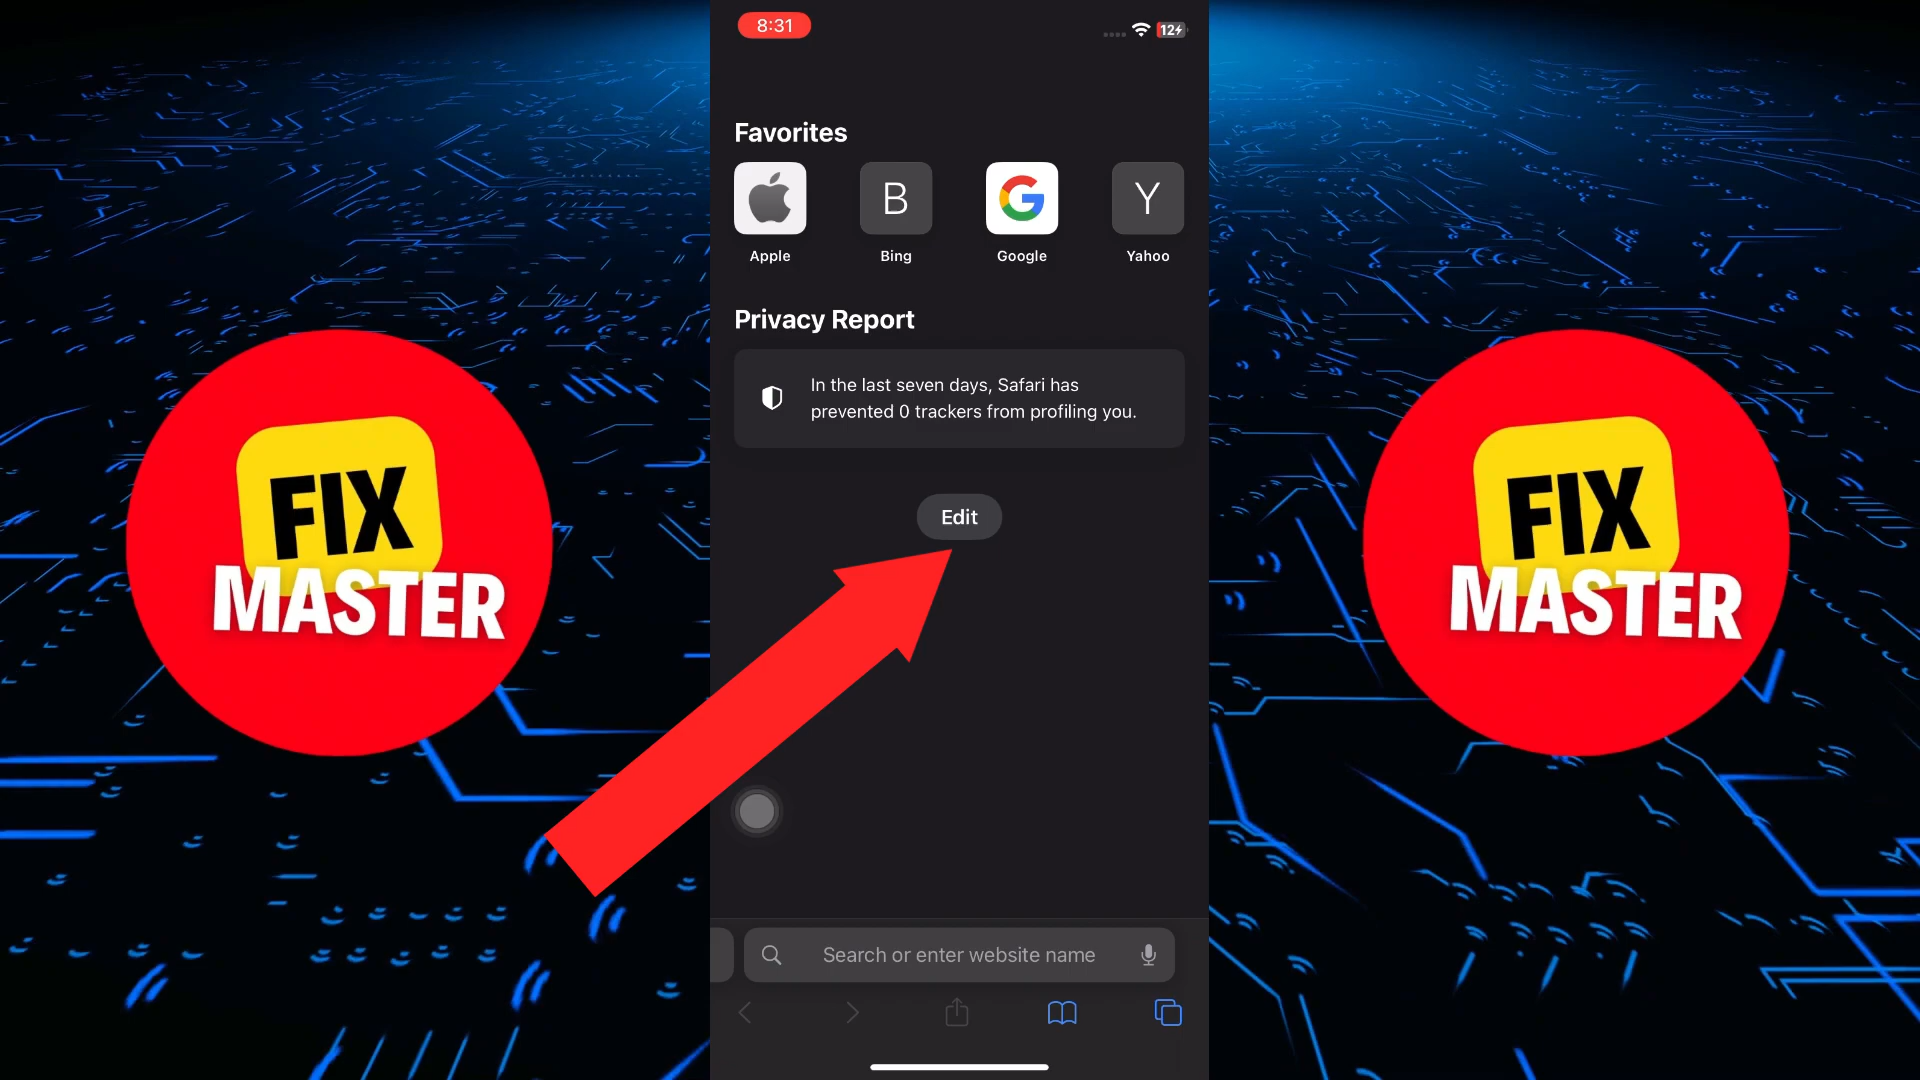 8:31
12
Favorites
B
G
Y
Apple
Bing
Google
Yahoo
Privacy Report
In the last seven days, Safari has
prevented 0 trackers from profiling you.
Edit
Search or enter website name
FIX
MASTER
FIX
MASTER